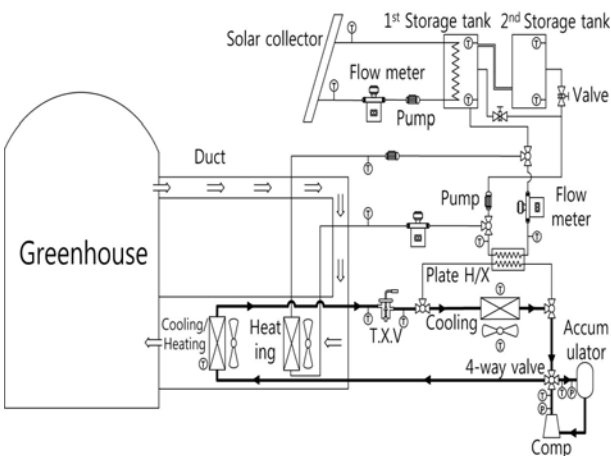 1st Storage tank
2nd Storage tank
Solar collector
T
T
T
T
T
T
Flow meter
Valve
Pump
Duct
T
T
Pump
Flow
meter
T
T
Greenhouse
Plate H/X
T
Cooling/
Heating
T
Heat
ing
T
T
T.X.V
Cooling
T
Accum
ulator
4-way valve
T
T
P
P
Comp